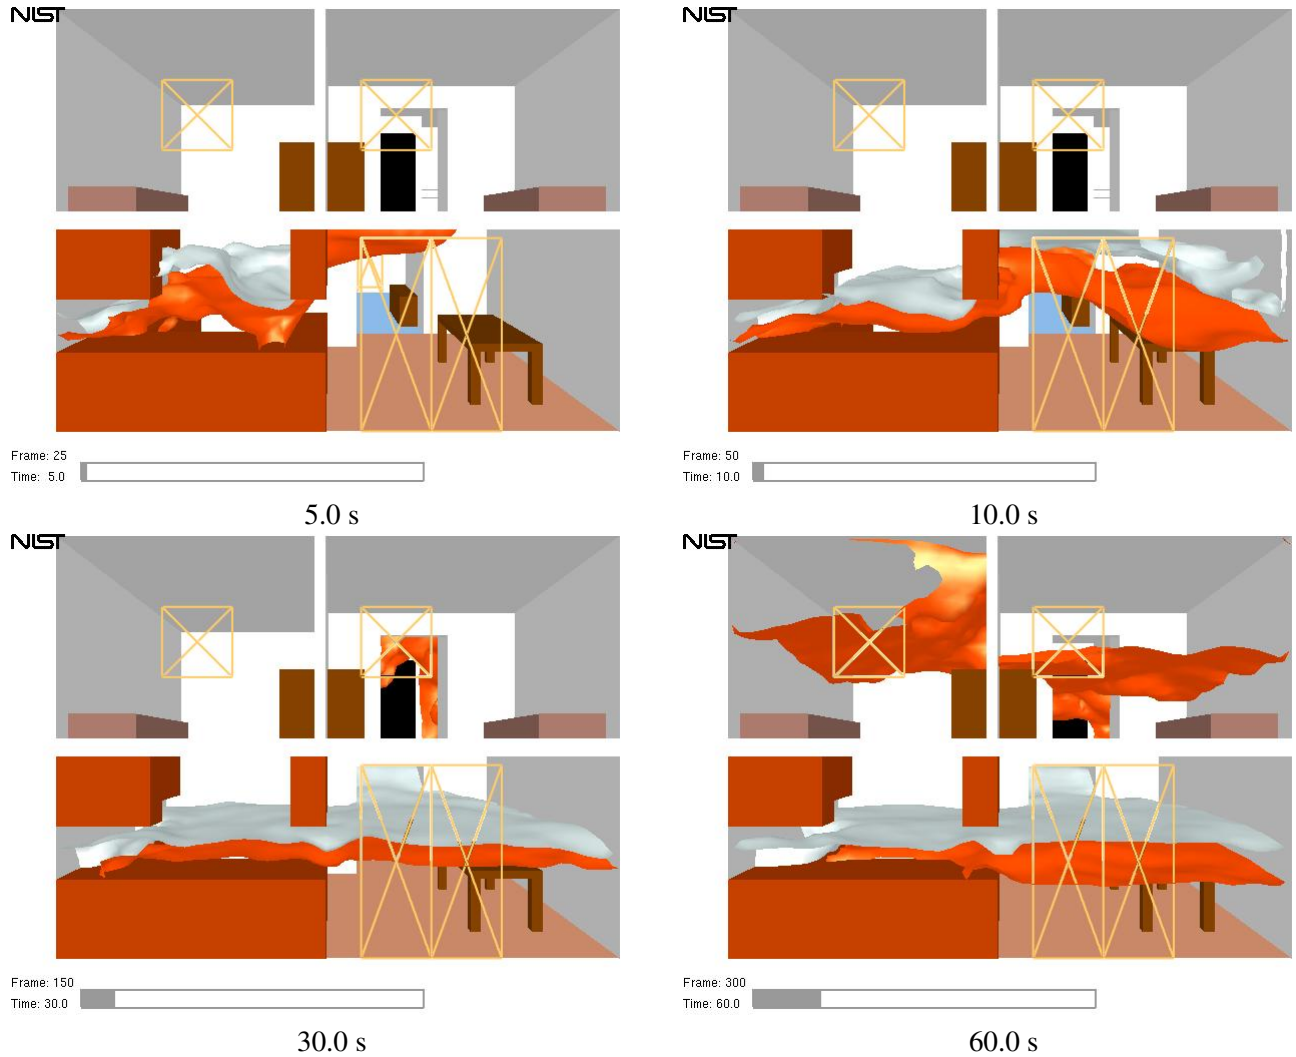 NIST
NIST
Frame: 25
Time: 5.0
Frame: 50
Time: 10.0
5.0 s
10.0 s
NIST
NIST
Frame: 150
Time: 30.0
Frame: 300
Time: 60.0
30.0 s
60.0 s